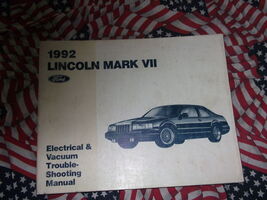 1992
LINCOLN MARK VII
Ford
Electrical &
Vacuum
Trouble-
Shooting
Manual